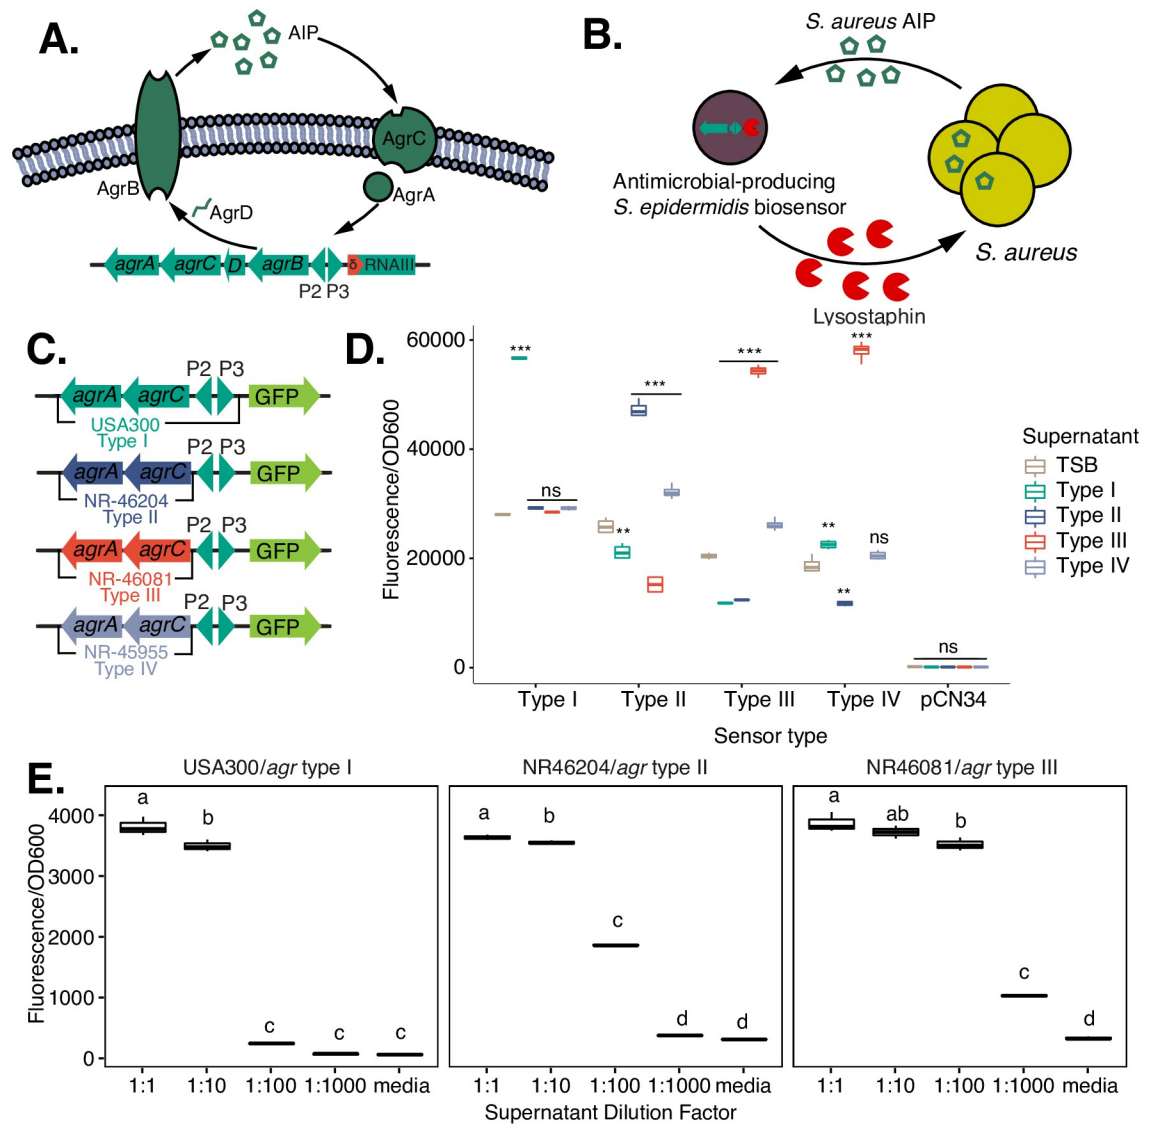 A.
AIP
AgrC
AgrB
AgrA
AgrD
agrA agrC D agrB δ RNAIII
P2 P3
B.
S. aureus AIP
Antimicrobial-producing
S. epidermidis biosensor
S. aureus
Lysostaphin
C.
P2 P3
agrA agrC GFP
USA300
Type I
P2 P3
agrA agrC GFP
NR-46204
Type II
P2 P3
agrA agrC GFP
NR-46081
Type III
P2 P3
agrA agrC GFP
NR-45955
Type IV
D.
Fluorescence/OD600
60000
40000
20000
0
***
ns
***
**
***
***
**
**
ns
ns
Type I Type II Type III Type IV pCN34
Sensor type
Supernatant
TSB
Type I
Type II
Type III
Type IV
E.
USA300/agr type I NR46204/agr type II NR46081/agr type III
Fluorescence/OD600
4000
3000
2000
1000
0
a b c c c
a b c d d
a ab b c d
1:1 1:10 1:100 1:1000 media 1:1 1:10 1:100 1:1000 media 1:1 1:10 1:100 1:1000 media
Supernatant Dilution Factor